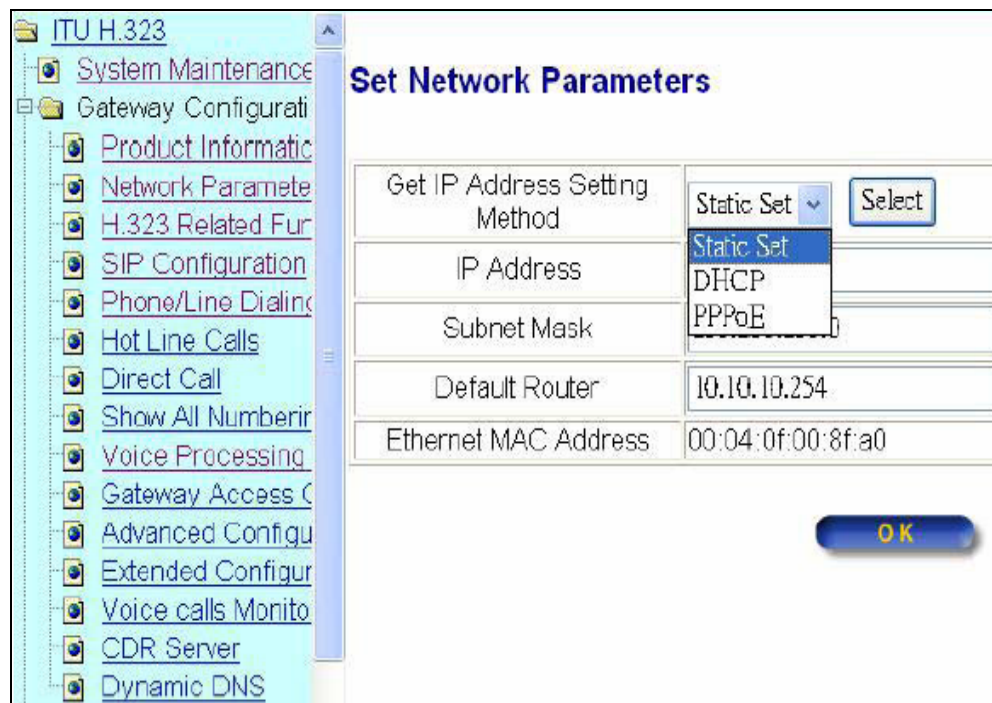 ITU H.323
System Maintenance
Gateway Configurati
Product Informatic
Network Paramete
H.323 Related Fur
SIP Configuration
Phone/Line Dialing
Hot Line Calls
Direct Call
Show All Numberir
Voice Processing
Gateway Access
Advanced Configu
Extended Configur
Voice calls Monito
CDR Server
Dynamic DNS
Set Network Parameters
Get IP Address Setting
Method
Static Set
Select
Static Set
DHCP
PPPoE
IP Address
Subnet Mask
Default Router
10.10.10.254
Ethernet MAC Address
00:04:0f:00:8f:a0
OK